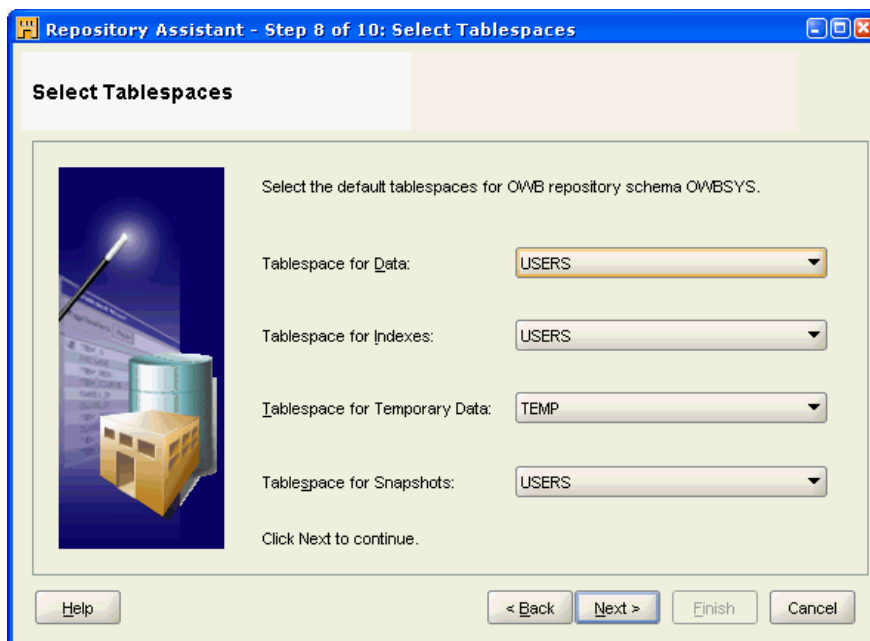 Repository Assistant - Step 8 of 10: Select Tablespaces
Select Tablespaces
Select the default tablespaces for OWB repository schema OWBSYS.
Tablespace for Data: USERS
Tablespace for Indexes: USERS
Tablespace for Temporary Data: TEMP
Tablespace for Snapshots: USERS
Click Next to continue.
Help < Back Next > Finish Cancel